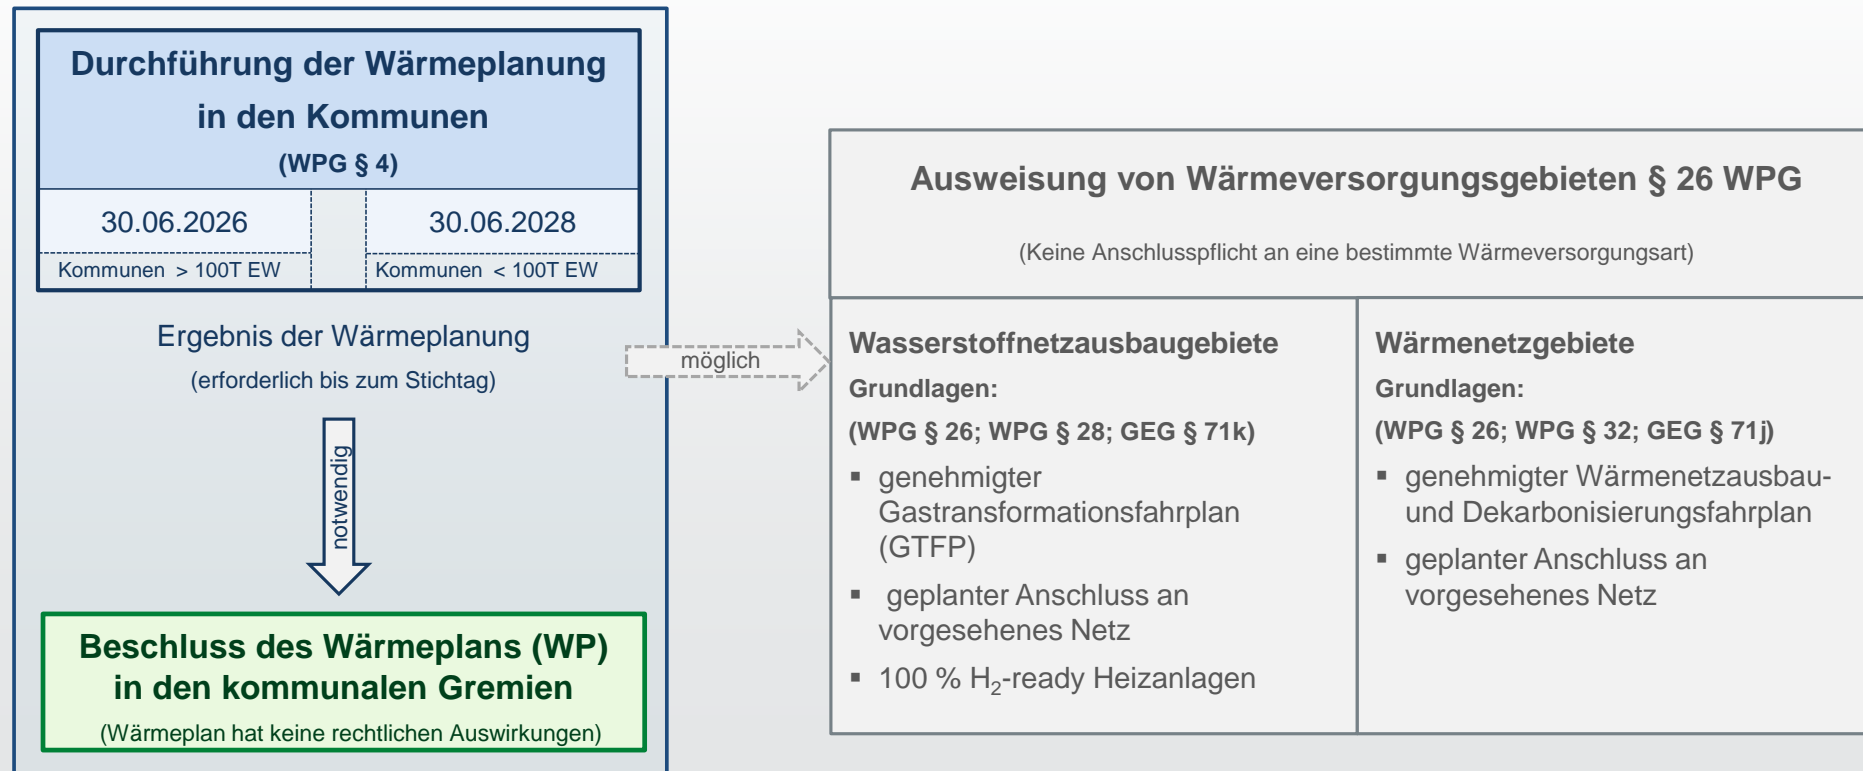 Durchführung der Wärmeplanung
in den Kommunen
(WPG § 4)
30.06.2026
30.06.2028
Kommunen > 100T EW
Kommunen < 100T EW
Ergebnis der Wärmeplanung
(erforderlich bis zum Stichtag)
notwendig
Beschluss des Wärmeplans (WP)
in den kommunalen Gremien
(Wärmeplan hat keine rechtlichen Auswirkungen)
möglich
Ausweisung von Wärmeversorgungsgebieten § 26 WPG
(Keine Anschlusspflicht an eine bestimmte Wärmeversorgungsart)
Wasserstoffnetzausbaugebiete
Grundlagen:
(WPG § 26; WPG § 28; GEG § 71k)
▪ genehmigter
Gastransformationsfahrplan
(GTFP)
▪ geplanter Anschluss an
vorgesehenes Netz
▪ 100 % H₂-ready Heizanlagen
Wärmenetzgebiete
Grundlagen:
(WPG § 26; WPG § 32; GEG § 71j)
▪ genehmigter Wärmenetzausbau-
und Dekarbonisierungsfahrplan
▪ geplanter Anschluss an
vorgesehenes Netz